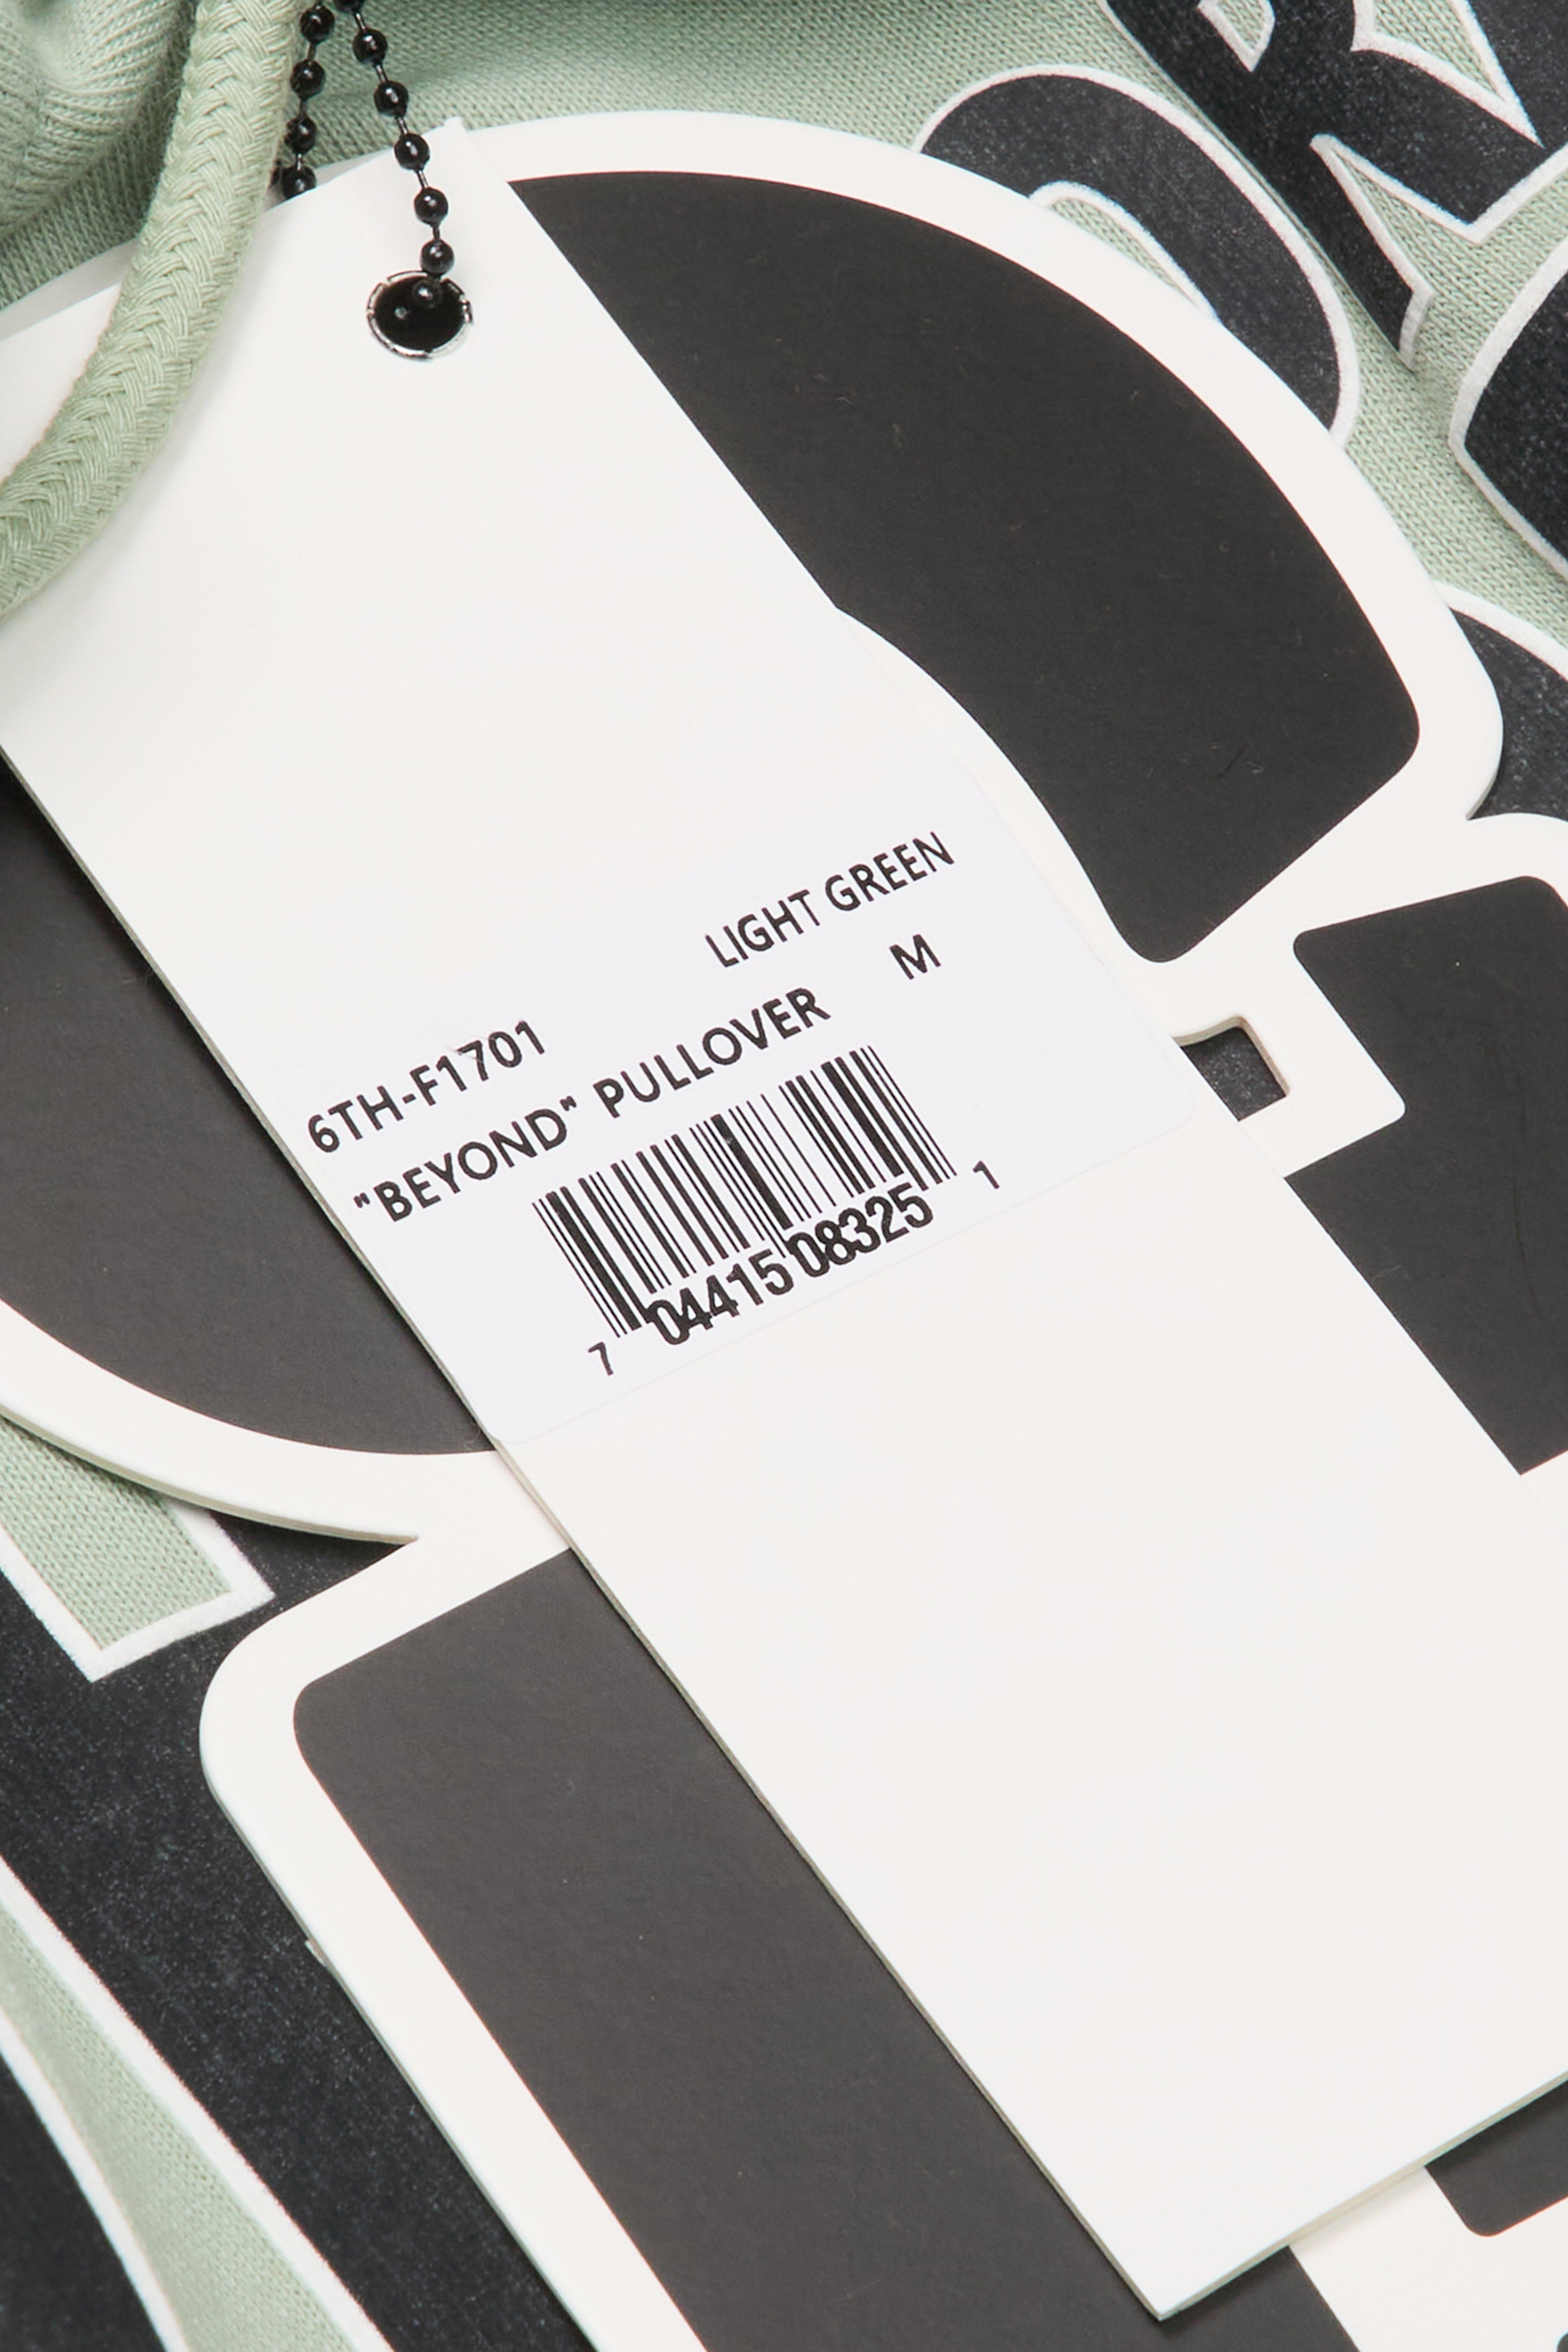 6TH-F1701 LIGHT GREEN
"BEYOND" PULLOVER M
7 04415 08325 1